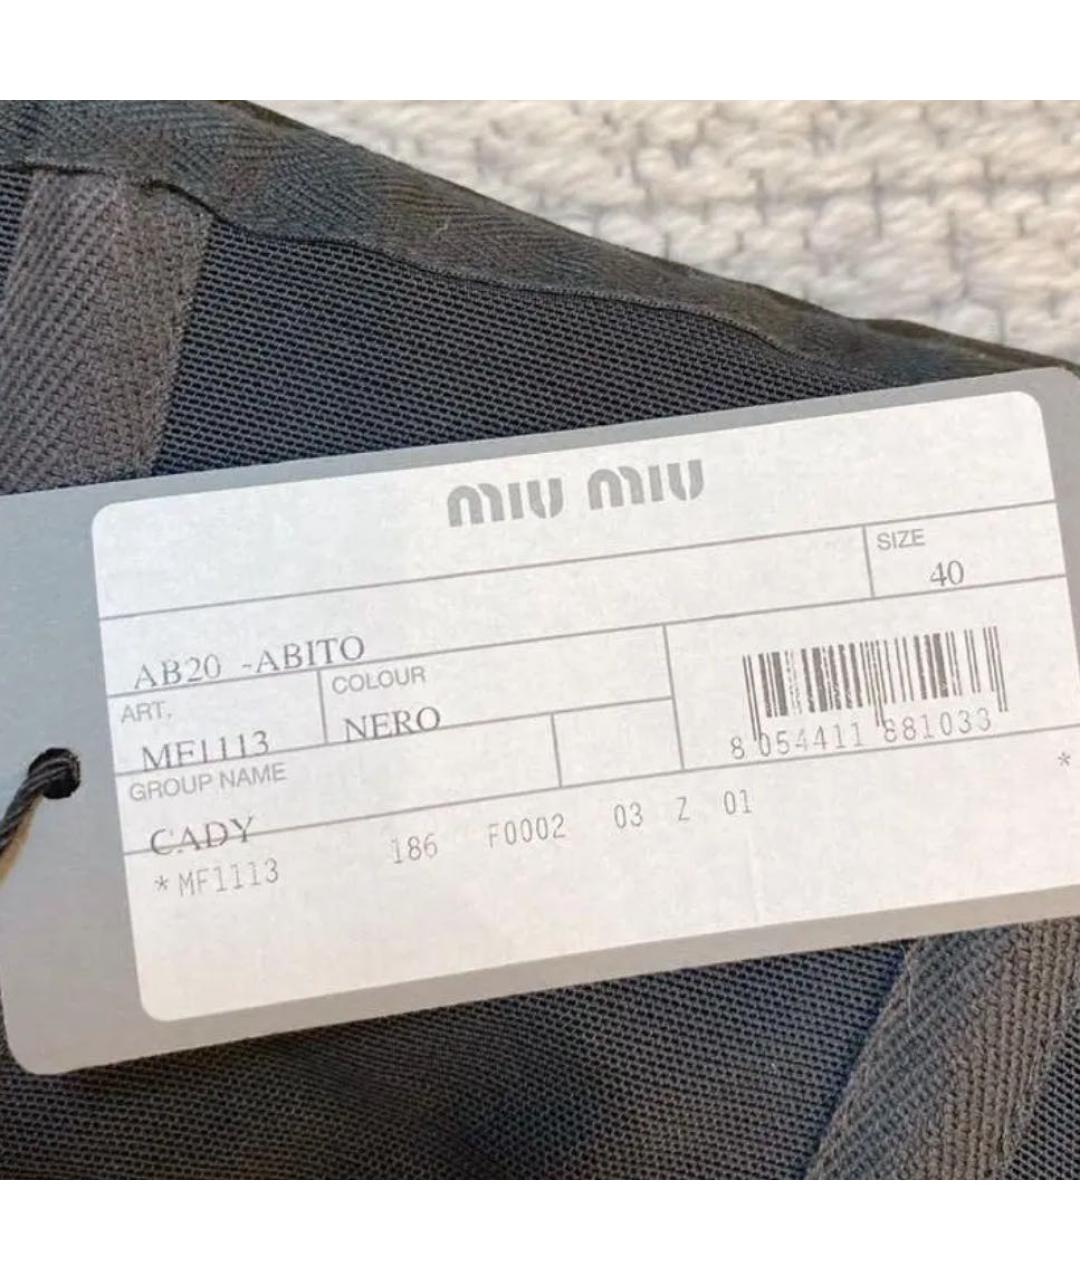 MIU MIU
SIZE
40
AB20 -ABITO
ART.
COLOUR
MF1113
NERO
GROUP NAME
CADY
8 054411 881033
*MF1113 186 F0002 03 Z 01 *